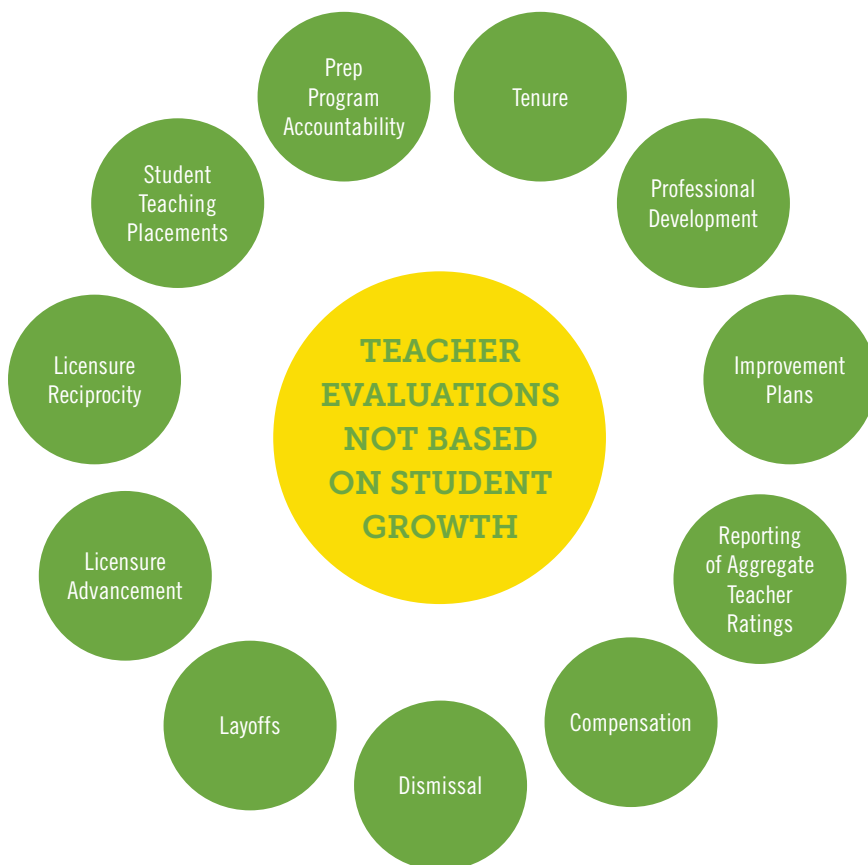 Prep
Program
Accountability
Tenure
Student
Teaching
Placements
Professional
Development
TEACHER
EVALUATIONS
NOT BASED
ON STUDENT
GROWTH
Licensure
Reciprocity
Improvement
Plans
Licensure
Advancement
Reporting
of Aggregate
Teacher
Ratings
Layoffs
Compensation
Dismissal